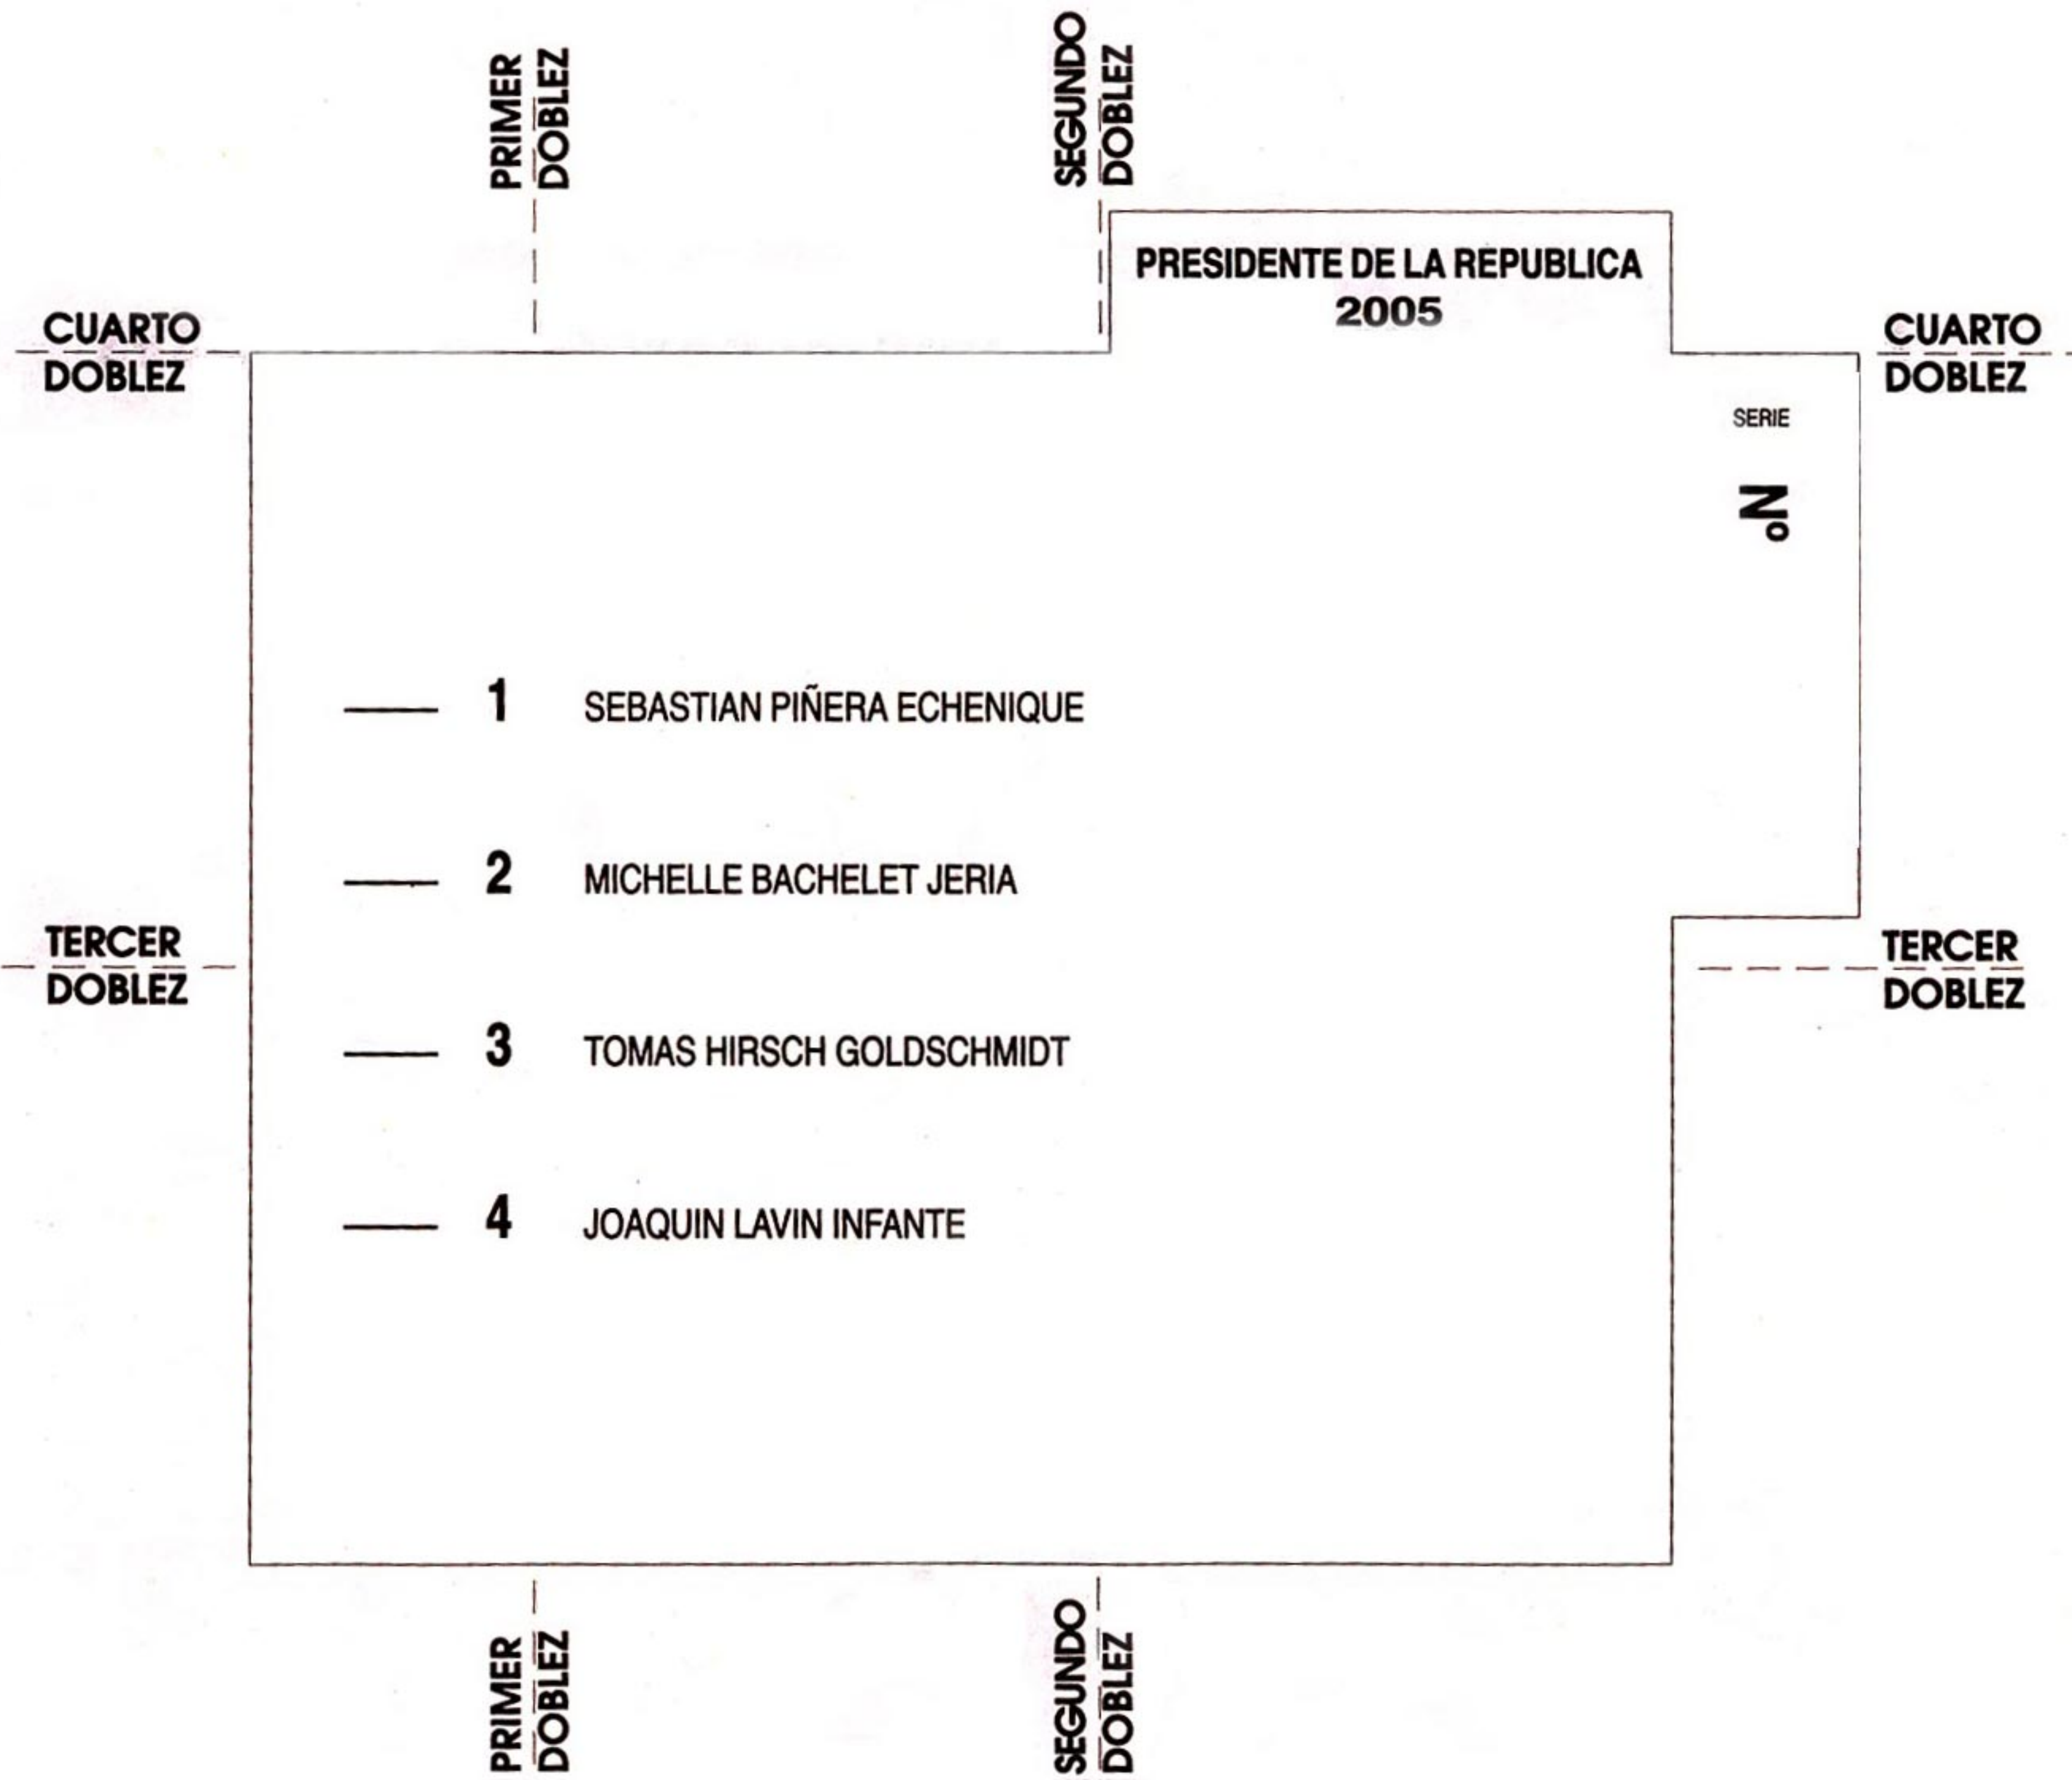 PRIMER
DOBLEZ
SEGUNDO
DOBLEZ
PRESIDENTE DE LA REPUBLICA
2005
CUARTO
DOBLEZ
CUARTO
DOBLEZ
SERIE
Nº
1 SEBASTIAN PIÑERA ECHENIQUE
2 MICHELLE BACHELET JERIA
TERCER
DOBLEZ
TERCER
DOBLEZ
3 TOMAS HIRSCH GOLDSCHMIDT
4 JOAQUIN LAVIN INFANTE
PRIMER
DOBLEZ
SEGUNDO
DOBLEZ